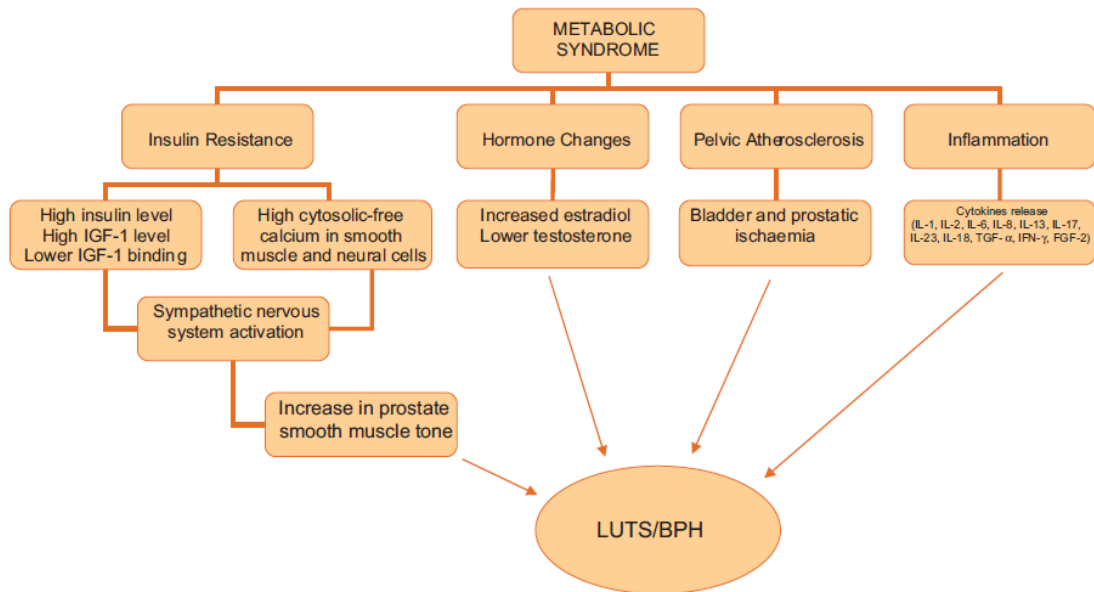 METABOLIC
SYNDROME
Insulin Resistance
Hormone Changes
Pelvic Atherosclerosis
Inflammation
High insulin level
High IGF-1 level
Lower IGF-1 binding
High cytosolic-free
calcium in smooth
muscle and neural cells
Increased estradiol
Lower testosterone
Bladder and prostatic
ischaemia
Cytokines release
(IL-1, IL-2, IL-6, IL-8, IL-13, IL-17,
IL-23, IL-18, TGF- α, IFN-γ, FGF-2)
Sympathetic nervous
system activation
Increase in prostate
smooth muscle tone
LUTS/BPH